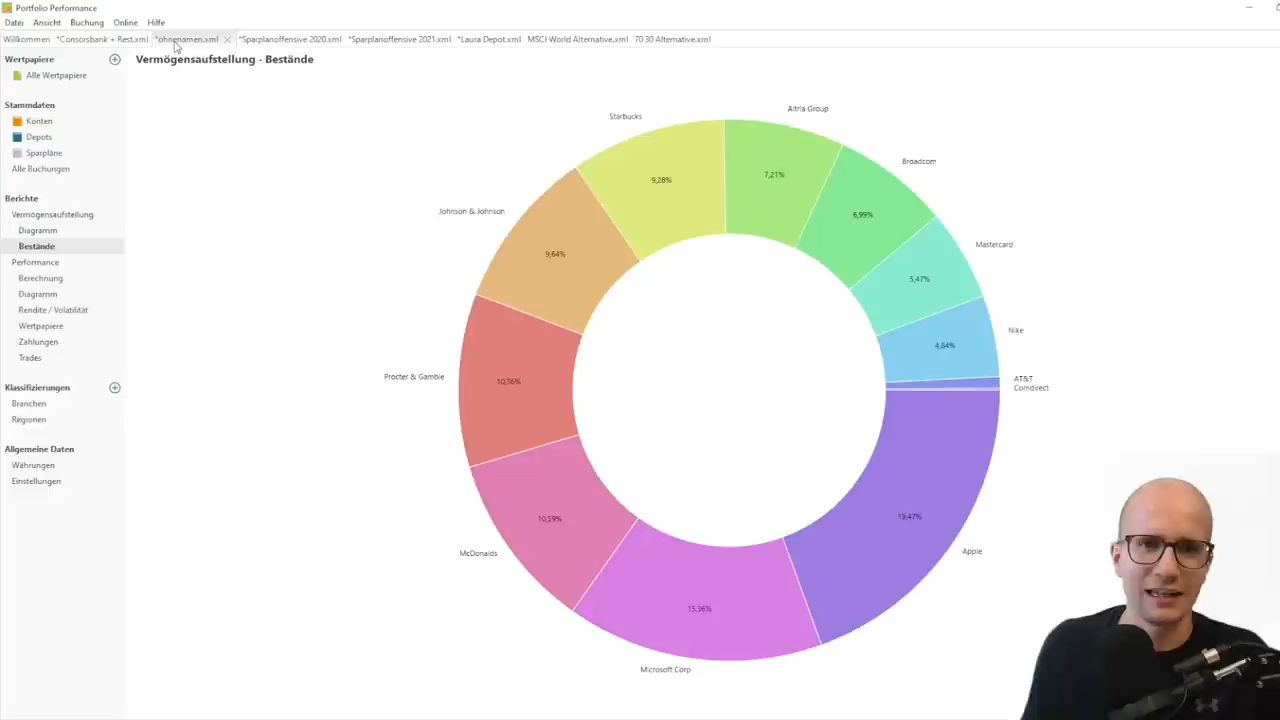 Portfolio Performance
Datei Ansicht Buchung Online Hilfe
Willkommen *Consorsbank + Rest.xml *ohnenamen.xml *Sparplanoffensive 2020.xml *Sparplanoffensive 2021.xml *Laura Depot.xml MSCI World Alternative.xml 70 30 Alternative.xml
Wertpapiere
Alle Wertpapiere
Stammdaten
Konten
Depots
Sparpläne
Alle Buchungen
Berichte
Vermögensaufstellung
Diagramm
Bestände
Performance
Berechnung
Diagramm
Rendite / Volatilität
Wertpapiere
Zahlungen
Trades
Klassifizierungen
Branchen
Regionen
Allgemeine Daten
Währungen
Einstellungen
Vermögensaufstellung - Bestände
Altria Group
Starbucks
Broadcom
7,21%
9,28%
Johnson & Johnson
6,99%
Mastercard
9,64%
5,47%
Nike
4,84%
Procter & Gamble
10,36%
AT&T
Comdirect
10,59%
19,47%
McDonalds
Apple
15,36%
Microsoft Corp